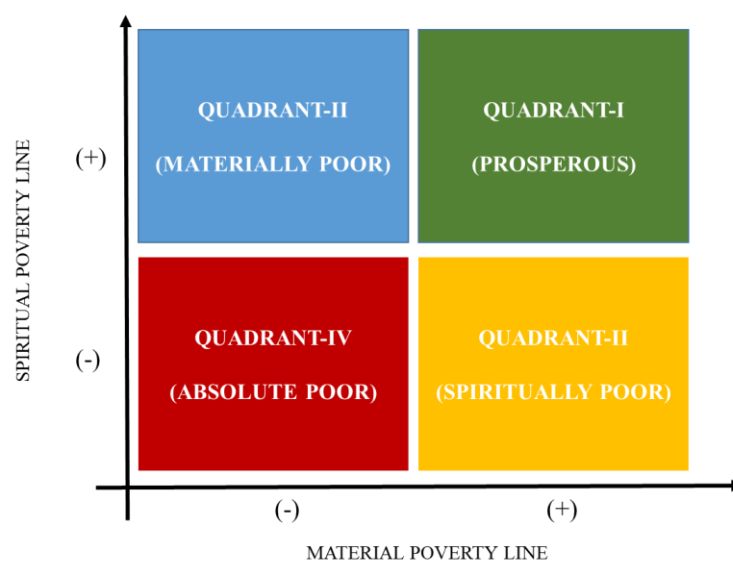 QUADRANT-II
(MATERIALLY POOR)
QUADRANT-I
(PROSPEROUS)
(+)
SPIRITUAL POVERTY LINE
QUADRANT-IV
(ABSOLUTE POOR)
QUADRANT-II
(SPIRITUALLY POOR)
(-)
(-)
(+)
MATERIAL POVERTY LINE